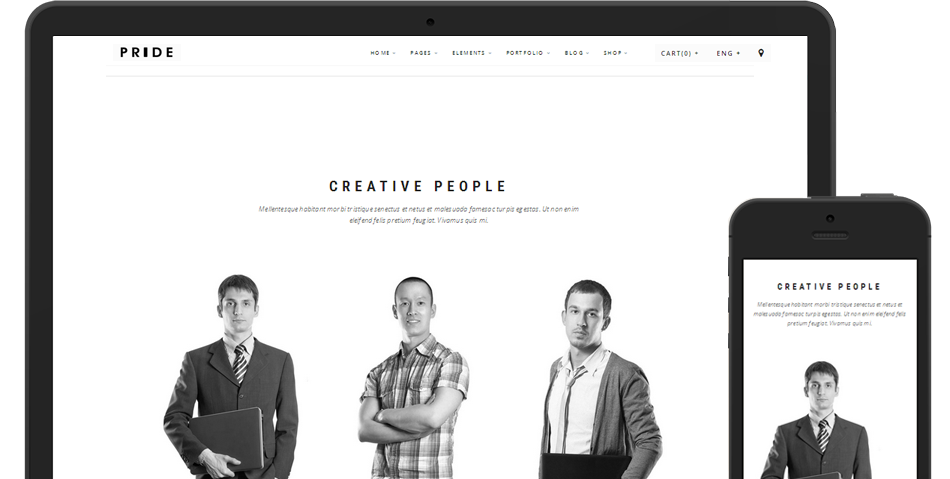 PRIDE
HOME PAGES ELEMENTS PORTFOLIO BLOG SHOP CART(0) + ENG +
CREATIVE PEOPLE
Mellentesque habitant morbi tristique senectus et netus et malesuada famesac turpis egestas. Ut non enim
eleifend felis pretium feugiat. Vivamus quis mi.
CREATIVE PEOPLE
Mellentesque habitant morbi tristique senectus et netus et
malesuada famesac turpis egestas. Ut non enim eleifend felis
pretium feugiat. Vivamus quis mi.